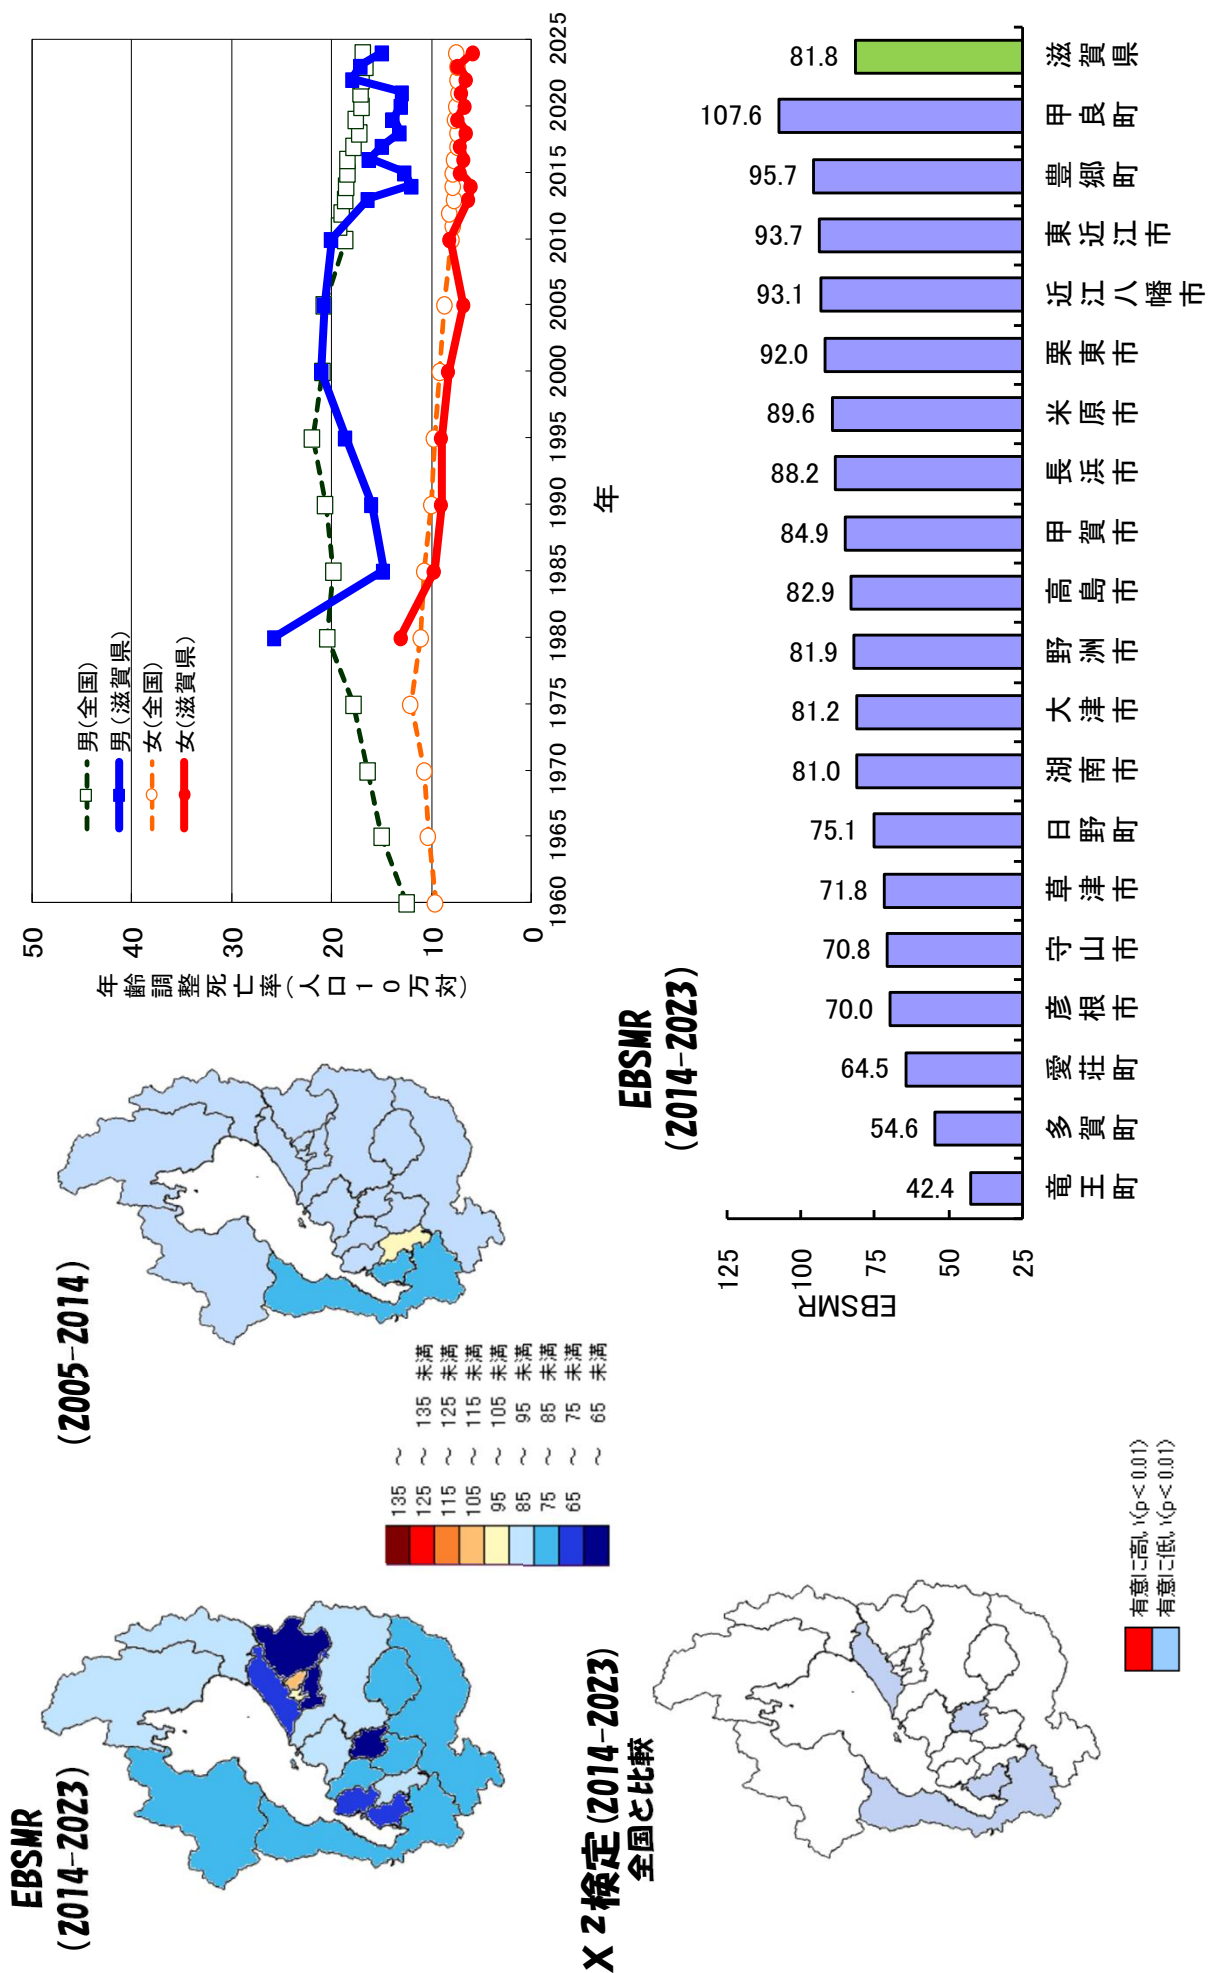 EBSMR
(2014-2023)
(2005-2014)
135 ～
125 ～ 135 未満
115 ～ 125 未満
105 ～ 115 未満
95 ～ 105 未満
85 ～ 95 未満
75 ～ 85 未満
65 ～ 75 未満
～ 65 未満
年齢調整死亡率(人口10万対)
50
40
30
20
10
0
男(全国)
男(滋賀県)
女(全国)
女(滋賀県)
1960 1965 1970 1975 1980 1985 1990 1995 2000 2005 2010 2015 2020 2025
年
X²検定(2014-2023)
全国と比較
有意に高い(p<0.01)
有意に低い(p<0.01)
EBSMR
(2014-2023)
EBSMR
125
100
75
50
25
42.4 54.6 64.5 70.0 70.8 71.8 75.1 81.0 81.2 81.9 82.9 84.9 88.2 89.6 92.0 93.1 93.7 95.7 107.6 81.8
竜王町 多賀町 愛荘町 彦根市 守山市 草津市 日野町 湖南市 大津市 野洲市 高島市 甲賀市 長浜市 米原市 栗東市 近江八幡市 東近江市 豊郷町 甲良町 滋賀県